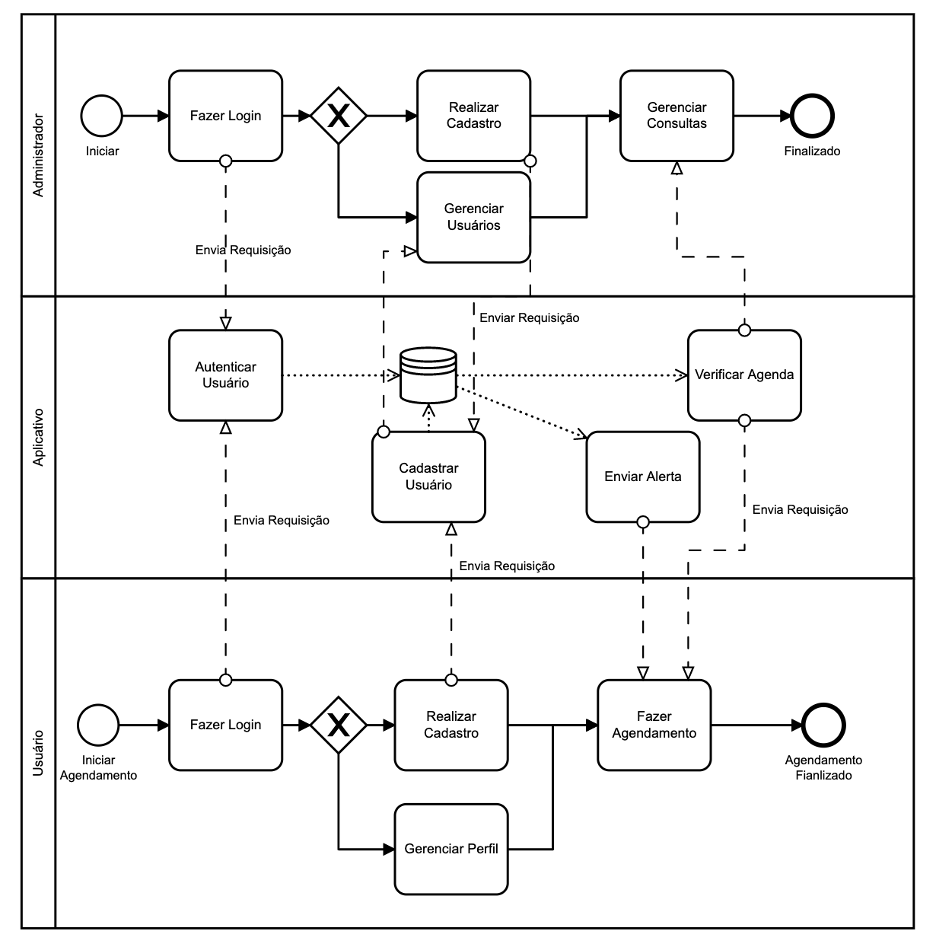 Administrador
Iniciar
Fazer Login
X
Realizar
Cadastro
Gerenciar
Usuários
Gerenciar
Consultas
Finalizado
Envia Requisição
Aplicativo
Enviar Requisição
Autenticar
Usuário
Verificar Agenda
Cadastrar
Usuário
Enviar Alerta
Envia Requisição
Envia Requisição
Envia Requisição
Usuário
Iniciar
Agendamento
Fazer Login
X
Realizar
Cadastro
Gerenciar Perfil
Fazer
Agendamento
Agendamento
Fianlizado